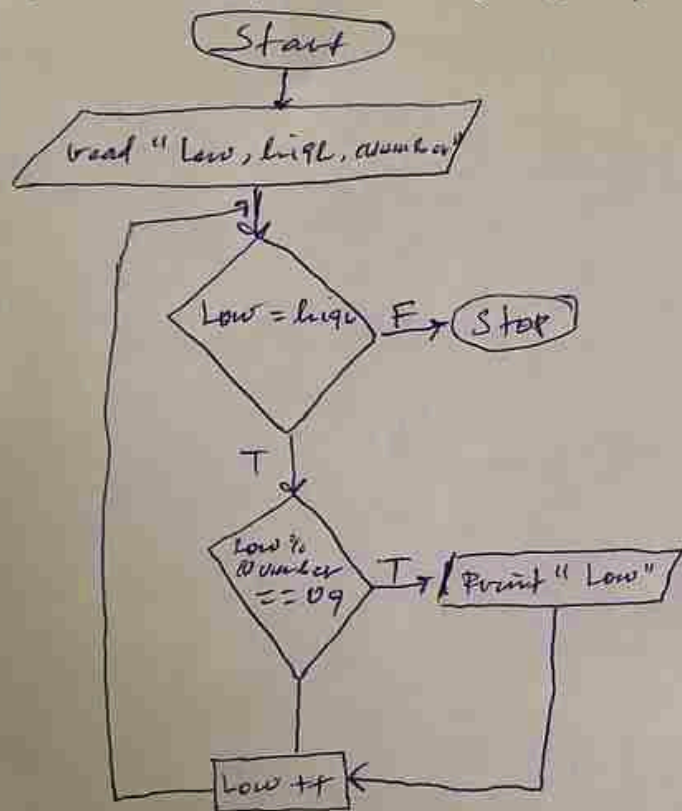 Start
read "Low, high, number"
Low = high
F
Stop
T
Low %
Number
== 0
T
Print "Low"
Low ++